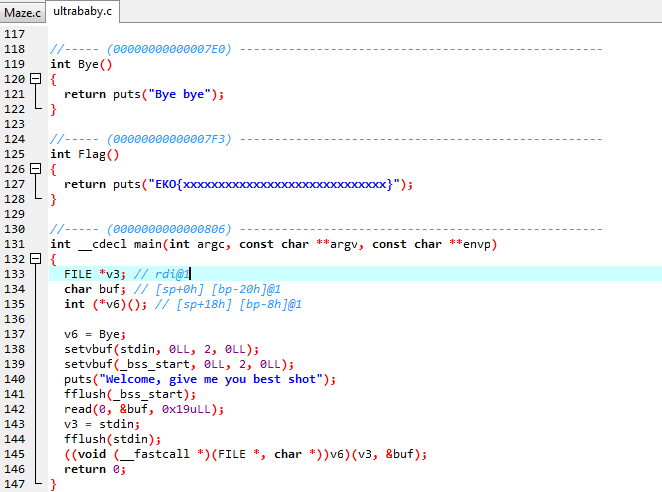 Maze.c ultrababy.c
117
118 //----- (00000000000007E0) ----------------------------------------------------
119 int Bye()
120 {
121   return puts("Bye bye");
122 }
123
124 //----- (00000000000007F3) ----------------------------------------------------
125 int Flag()
126 {
127   return puts("EKO{xxxxxxxxxxxxxxxxxxxxxxxxxxxxx}");
128 }
129
130 //----- (0000000000000806) ----------------------------------------------------
131 int __cdecl main(int argc, const char **argv, const char **envp)
132 {
133   FILE *v3; // rdi@1
134   char buf; // [sp+0h] [bp-20h]@1
135   int (*v6)(); // [sp+18h] [bp-8h]@1
136
137   v6 = Bye;
138   setvbuf(stdin, 0LL, 2, 0LL);
139   setvbuf(_bss_start, 0LL, 2, 0LL);
140   puts("Welcome, give me you best shot");
141   fflush(_bss_start);
142   read(0, &buf, 0x19uLL);
143   v3 = stdin;
144   fflush(stdin);
145   ((void (__fastcall *)(FILE *, char *))v6)(v3, &buf);
146   return 0;
147 }